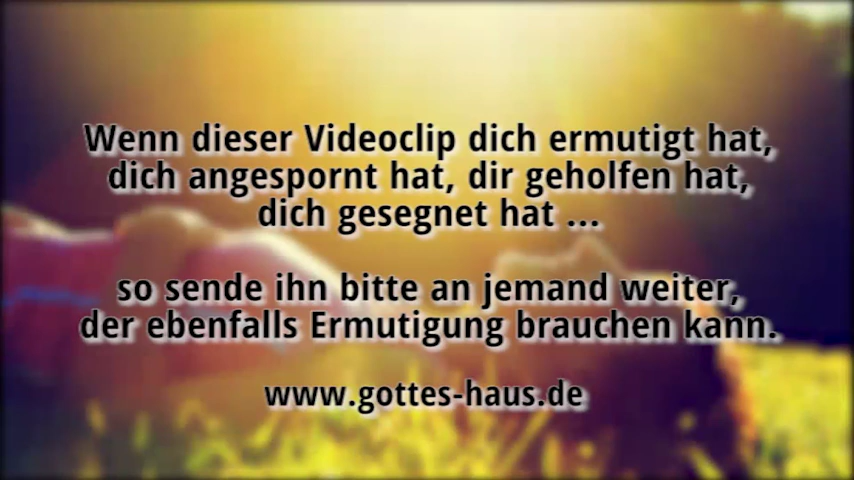 Wenn dieser Videoclip dich ermutigt hat,
dich angespornt hat, dir geholfen hat,
dich gesegnet hat ...
so sende ihn bitte an jemand weiter,
der ebenfalls Ermutigung brauchen kann.
www.gottes-haus.de